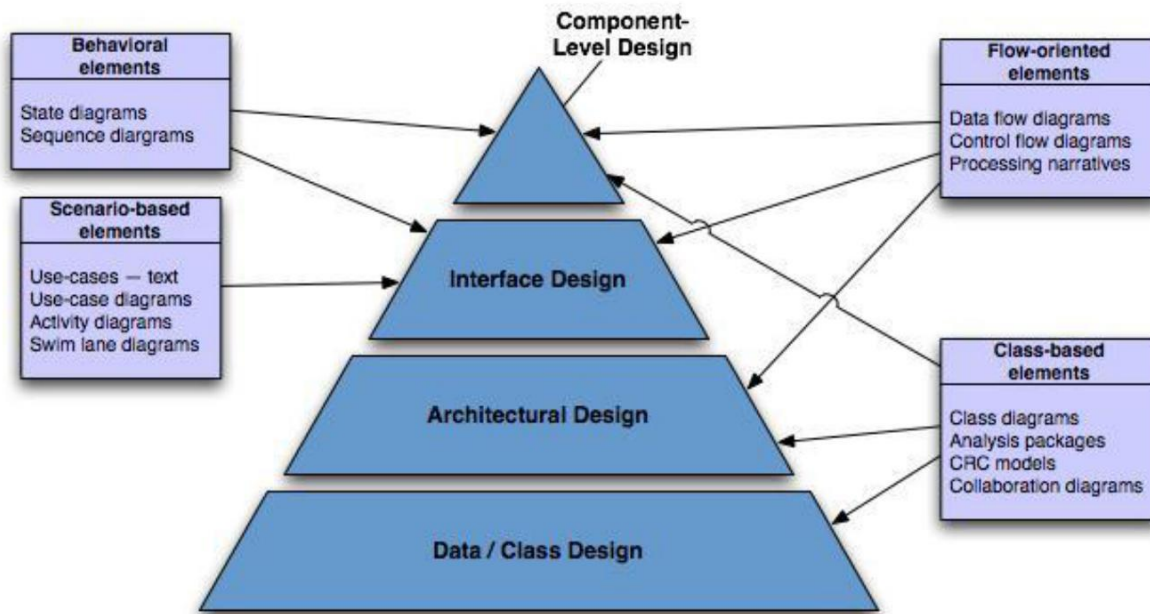 Component-
Level Design
Behavioral
elements
State diagrams
Sequence diargrams
Scenario-based
elements
Use-cases — text
Use-case diagrams
Activity diagrams
Swim lane diagrams
Flow-oriented
elements
Data flow diagrams
Control flow diagrams
Processing narratives
Class-based
elements
Class diagrams
Analysis packages
CRC models
Collaboration diagrams
Interface Design
Architectural Design
Data / Class Design